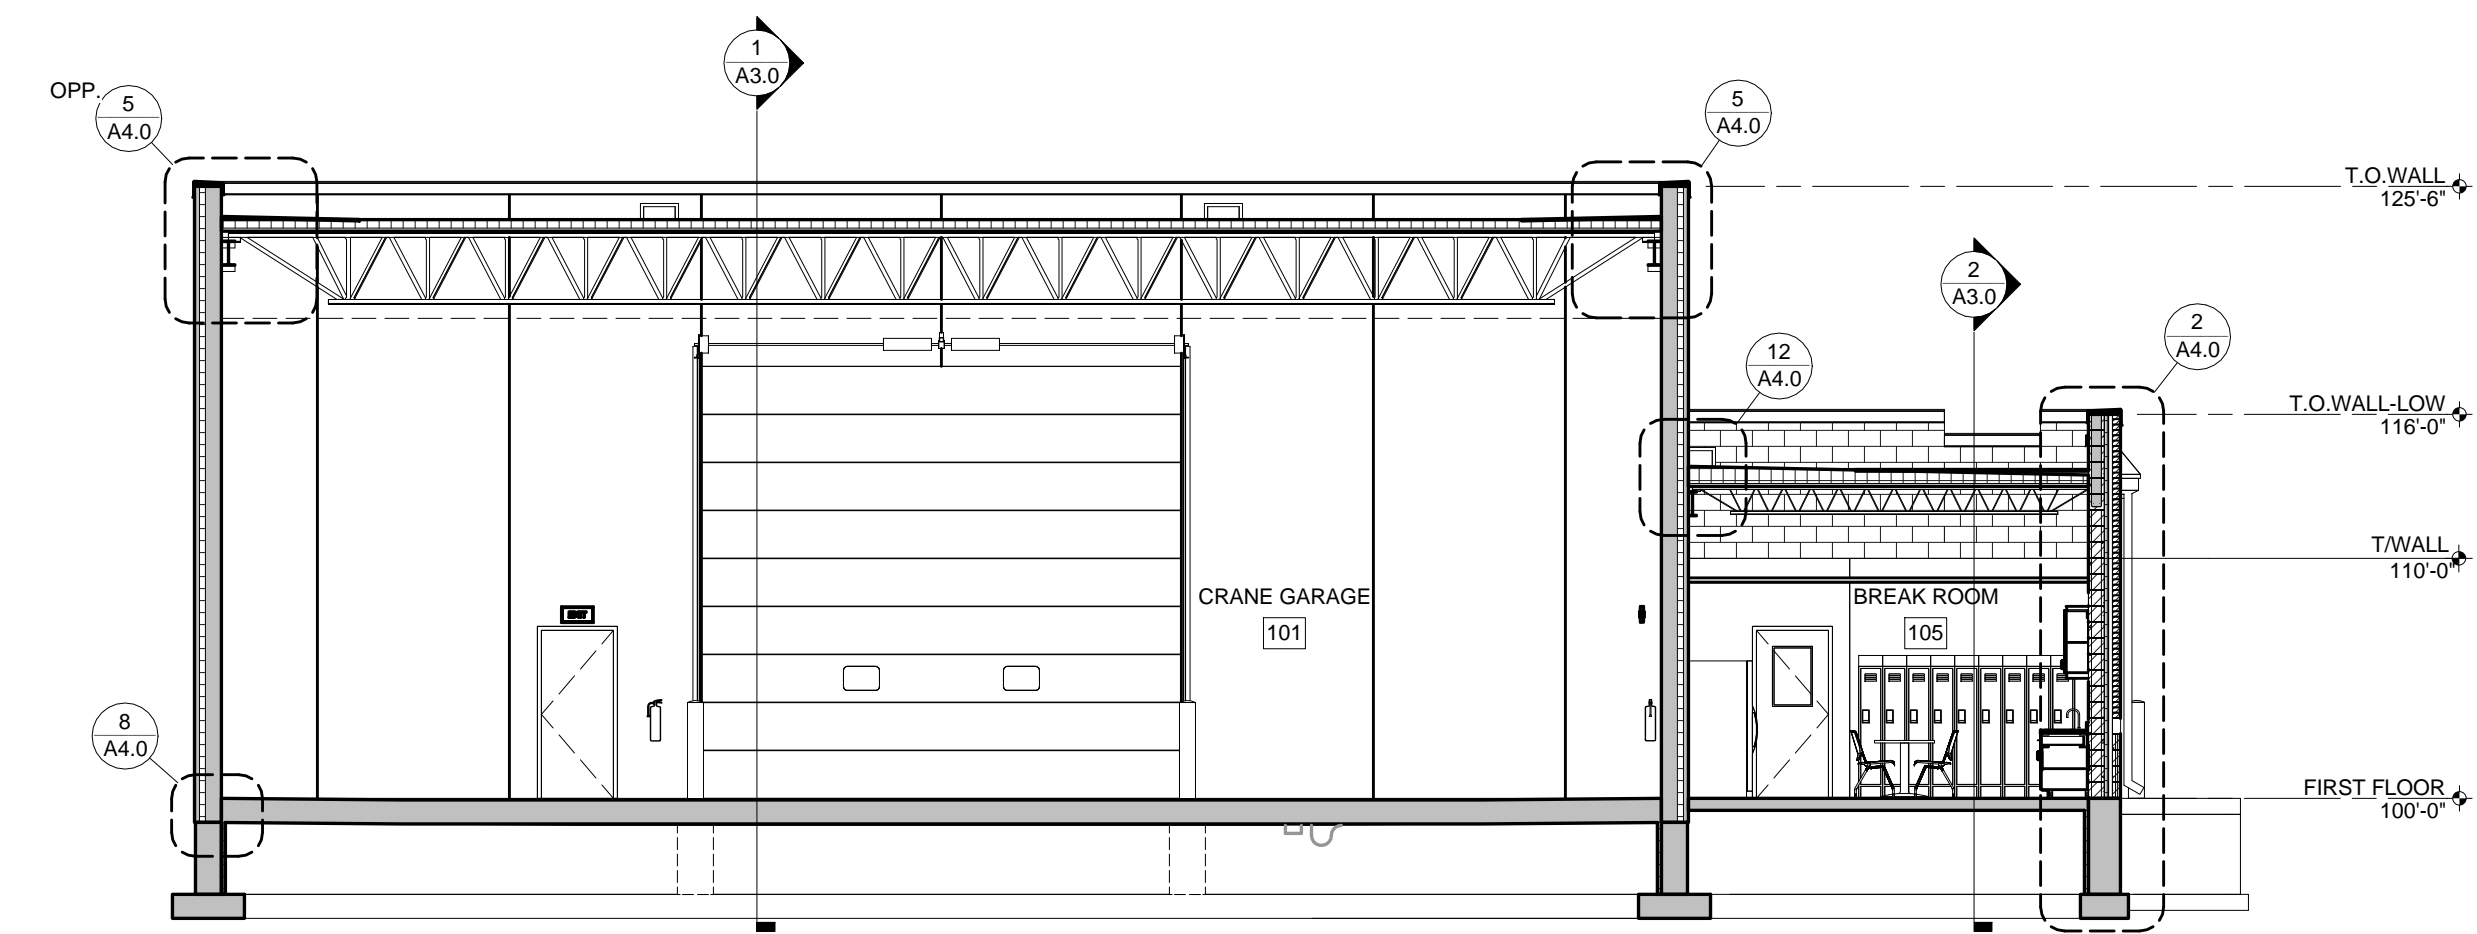 1
A3.0
OPP.
5
A4.0
5
A4.0
T.O.WALL
125'-6"
2
A3.0
2
A4.0
12
A4.0
T.O.WALL-LOW
116'-0"
T/WALL
110'-0"
CRANE GARAGE
101
BREAK ROOM
105
EXIT
8
A4.0
FIRST FLOOR
100'-0"